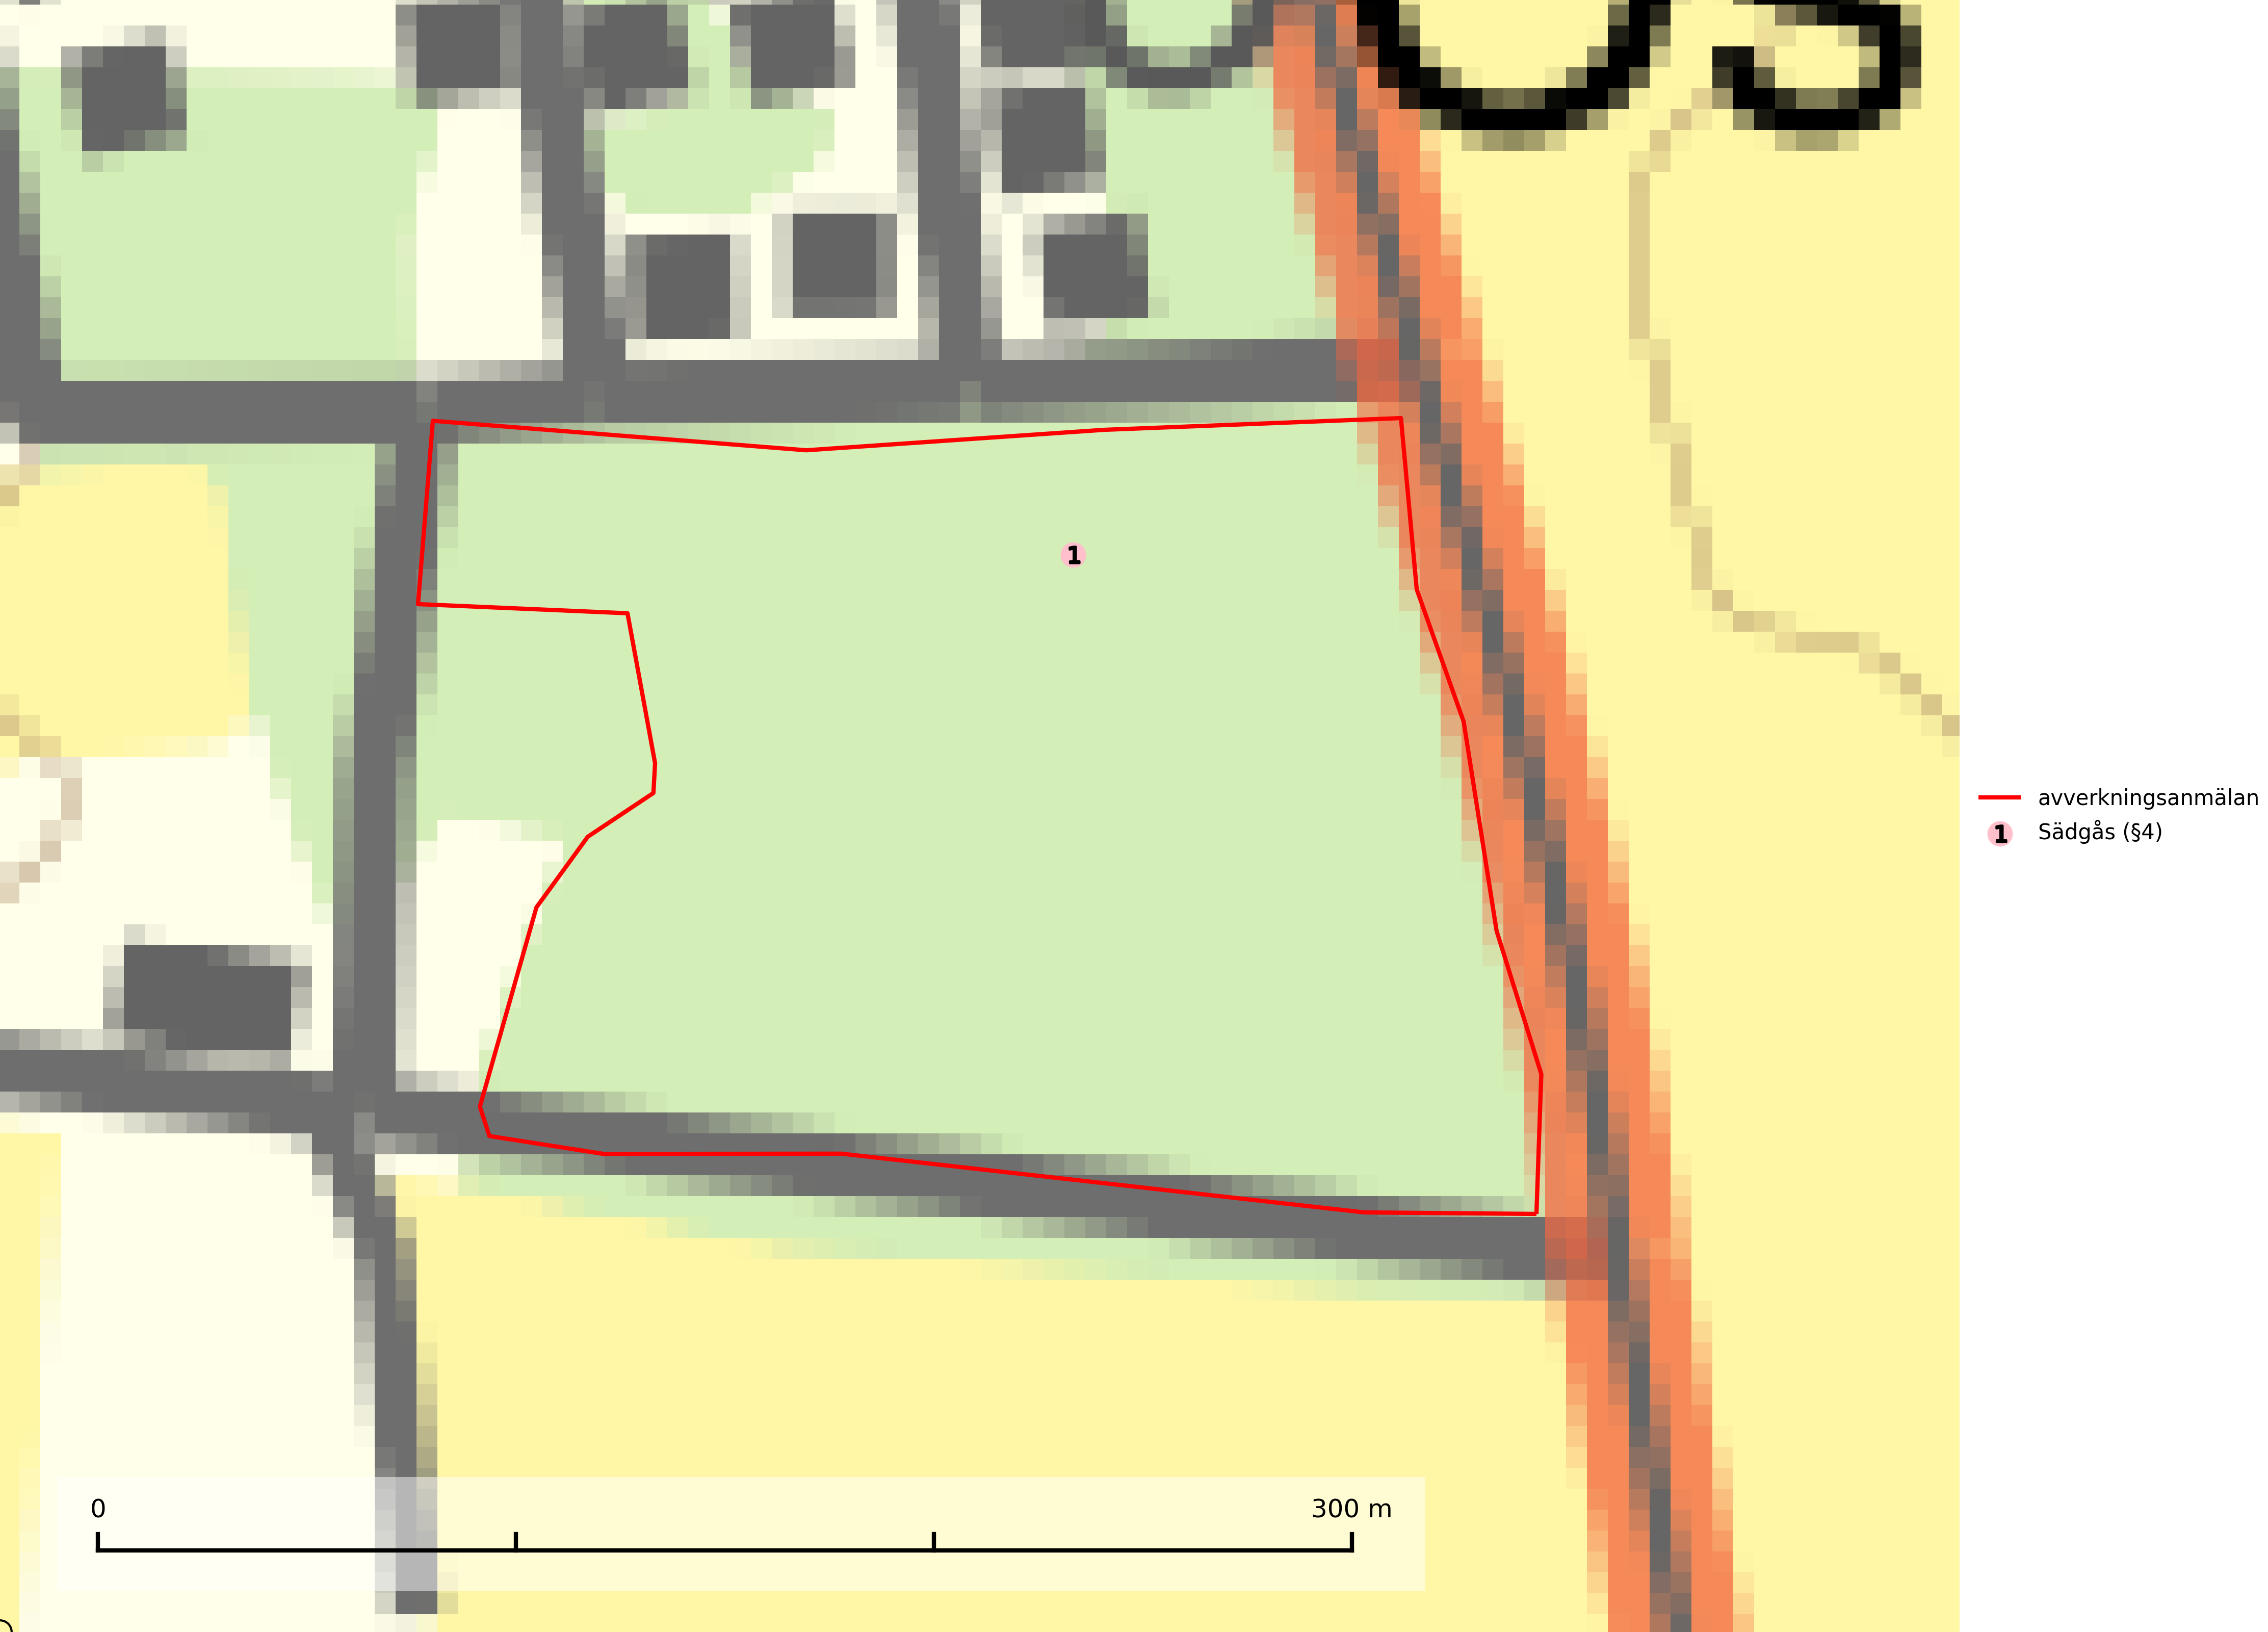 1
avverkningsanmälan
1 Sädgås (§4)
0 300 m